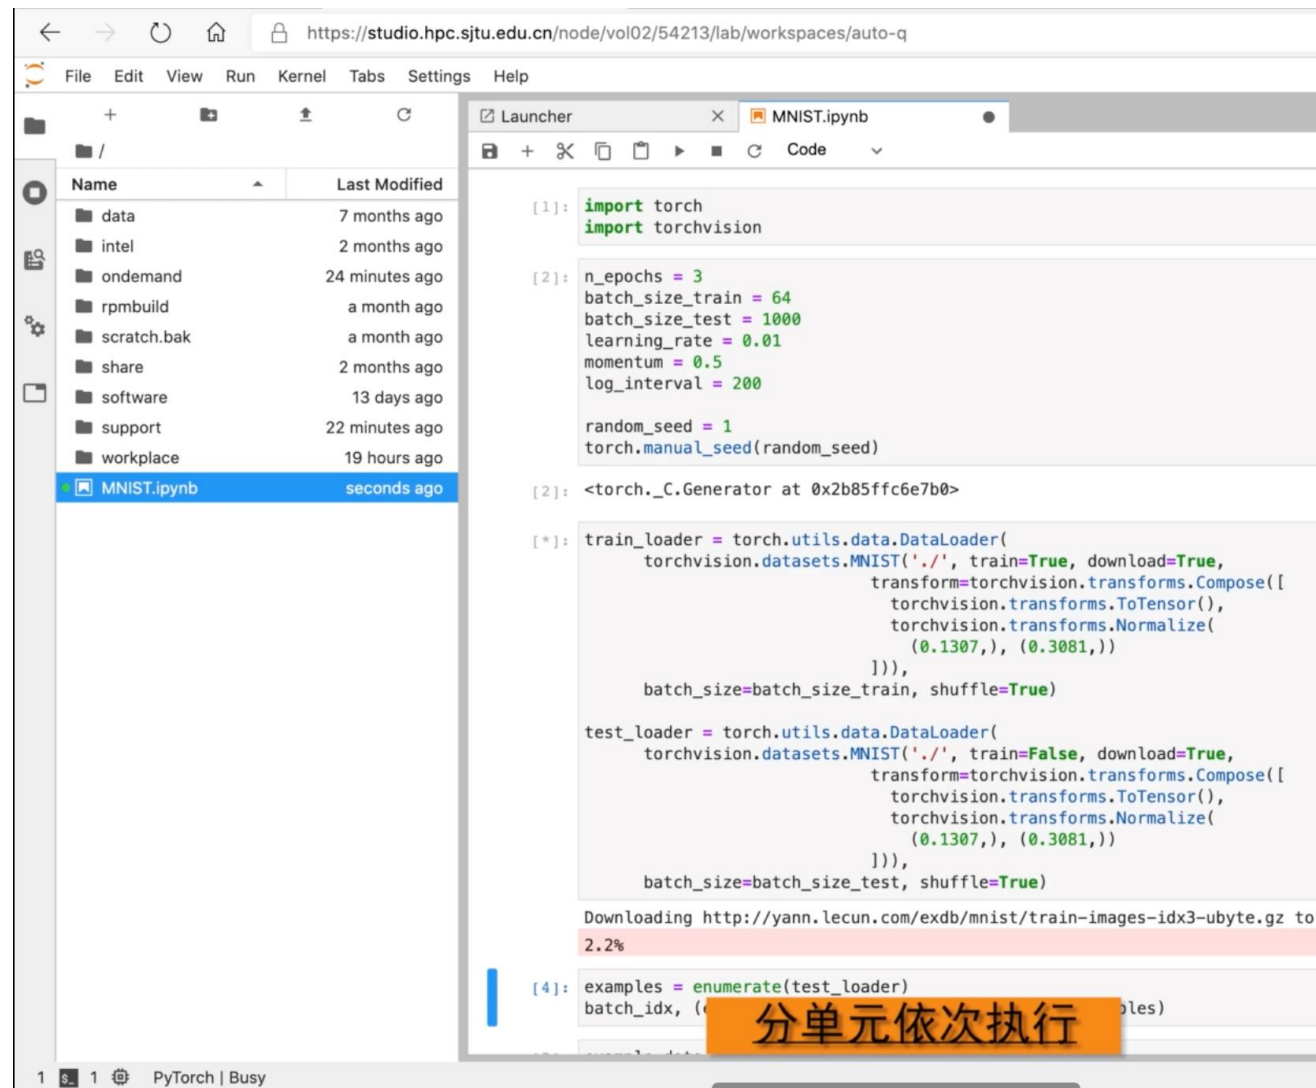 https://studio.hpc.sjtu.edu.cn/node/vol02/54213/lab/workspaces/auto-q
File Edit View Run Kernel Tabs Settings Help
/
Name Last Modified
data 7 months ago
intel 2 months ago
ondemand 24 minutes ago
rpmbuild a month ago
scratch.bak a month ago
share 2 months ago
software 13 days ago
support 22 minutes ago
workplace 19 hours ago
MNIST.ipynb seconds ago
Launcher MNIST.ipynb
Code
[1]: import torch
import torchvision
[2]: n_epochs = 3
batch_size_train = 64
batch_size_test = 1000
learning_rate = 0.01
momentum = 0.5
log_interval = 200
random_seed = 1
torch.manual_seed(random_seed)
[2]: <torch._C.Generator at 0x2b85ffc6e7b0>
[*]: train_loader = torch.utils.data.DataLoader(
torchvision.datasets.MNIST('./', train=True, download=True,
transform=torchvision.transforms.Compose([
torchvision.transforms.ToTensor(),
torchvision.transforms.Normalize(
(0.1307,), (0.3081,))
])),
batch_size=batch_size_train, shuffle=True)
test_loader = torch.utils.data.DataLoader(
torchvision.datasets.MNIST('./', train=False, download=True,
transform=torchvision.transforms.Compose([
torchvision.transforms.ToTensor(),
torchvision.transforms.Normalize(
(0.1307,), (0.3081,))
])),
batch_size=batch_size_test, shuffle=True)
Downloading http://yann.lecun.com/exdb/mnist/train-images-idx3-ubyte.gz to
2.2%
[4]: examples = enumerate(test_loader)
batch_idx, (
分单元依次执行
1 1 PyTorch | Busy